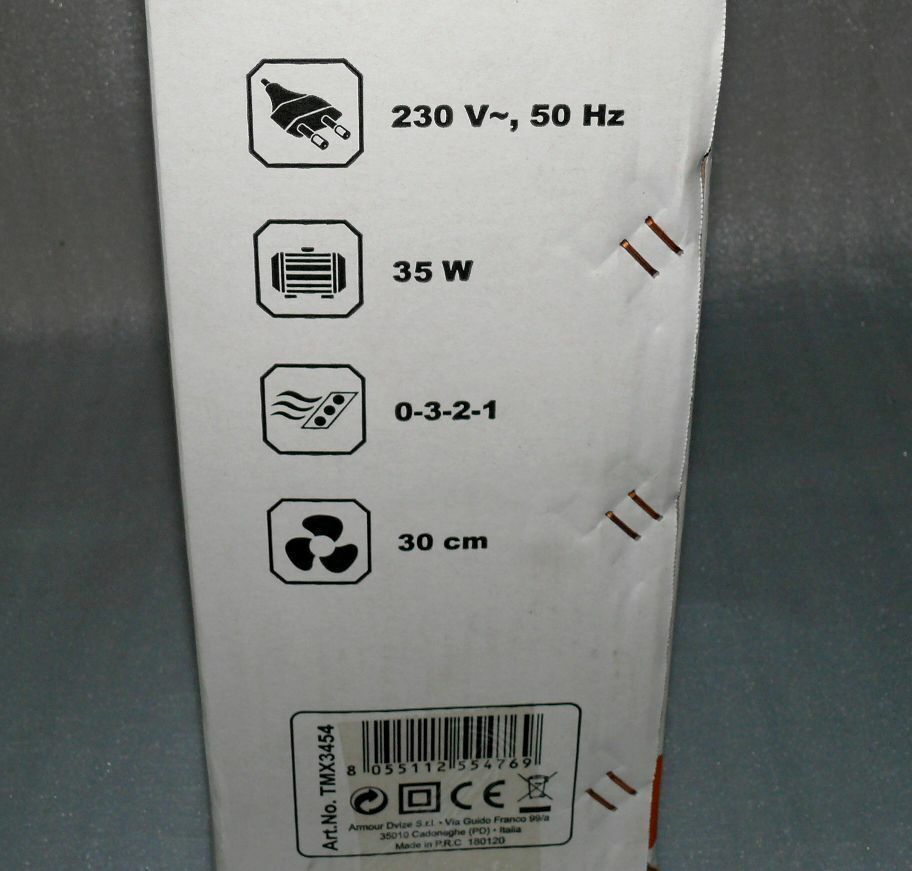 230 V~, 50 Hz
35 W
0-3-2-1
30 cm
Art.No. TMX3454
8 055112 554769
CE
Armour Dvize S.r.l. • Via Guido Franco 99/a
35010 Cadoneghe (PD) • Italia
Made in P.R.C 180120